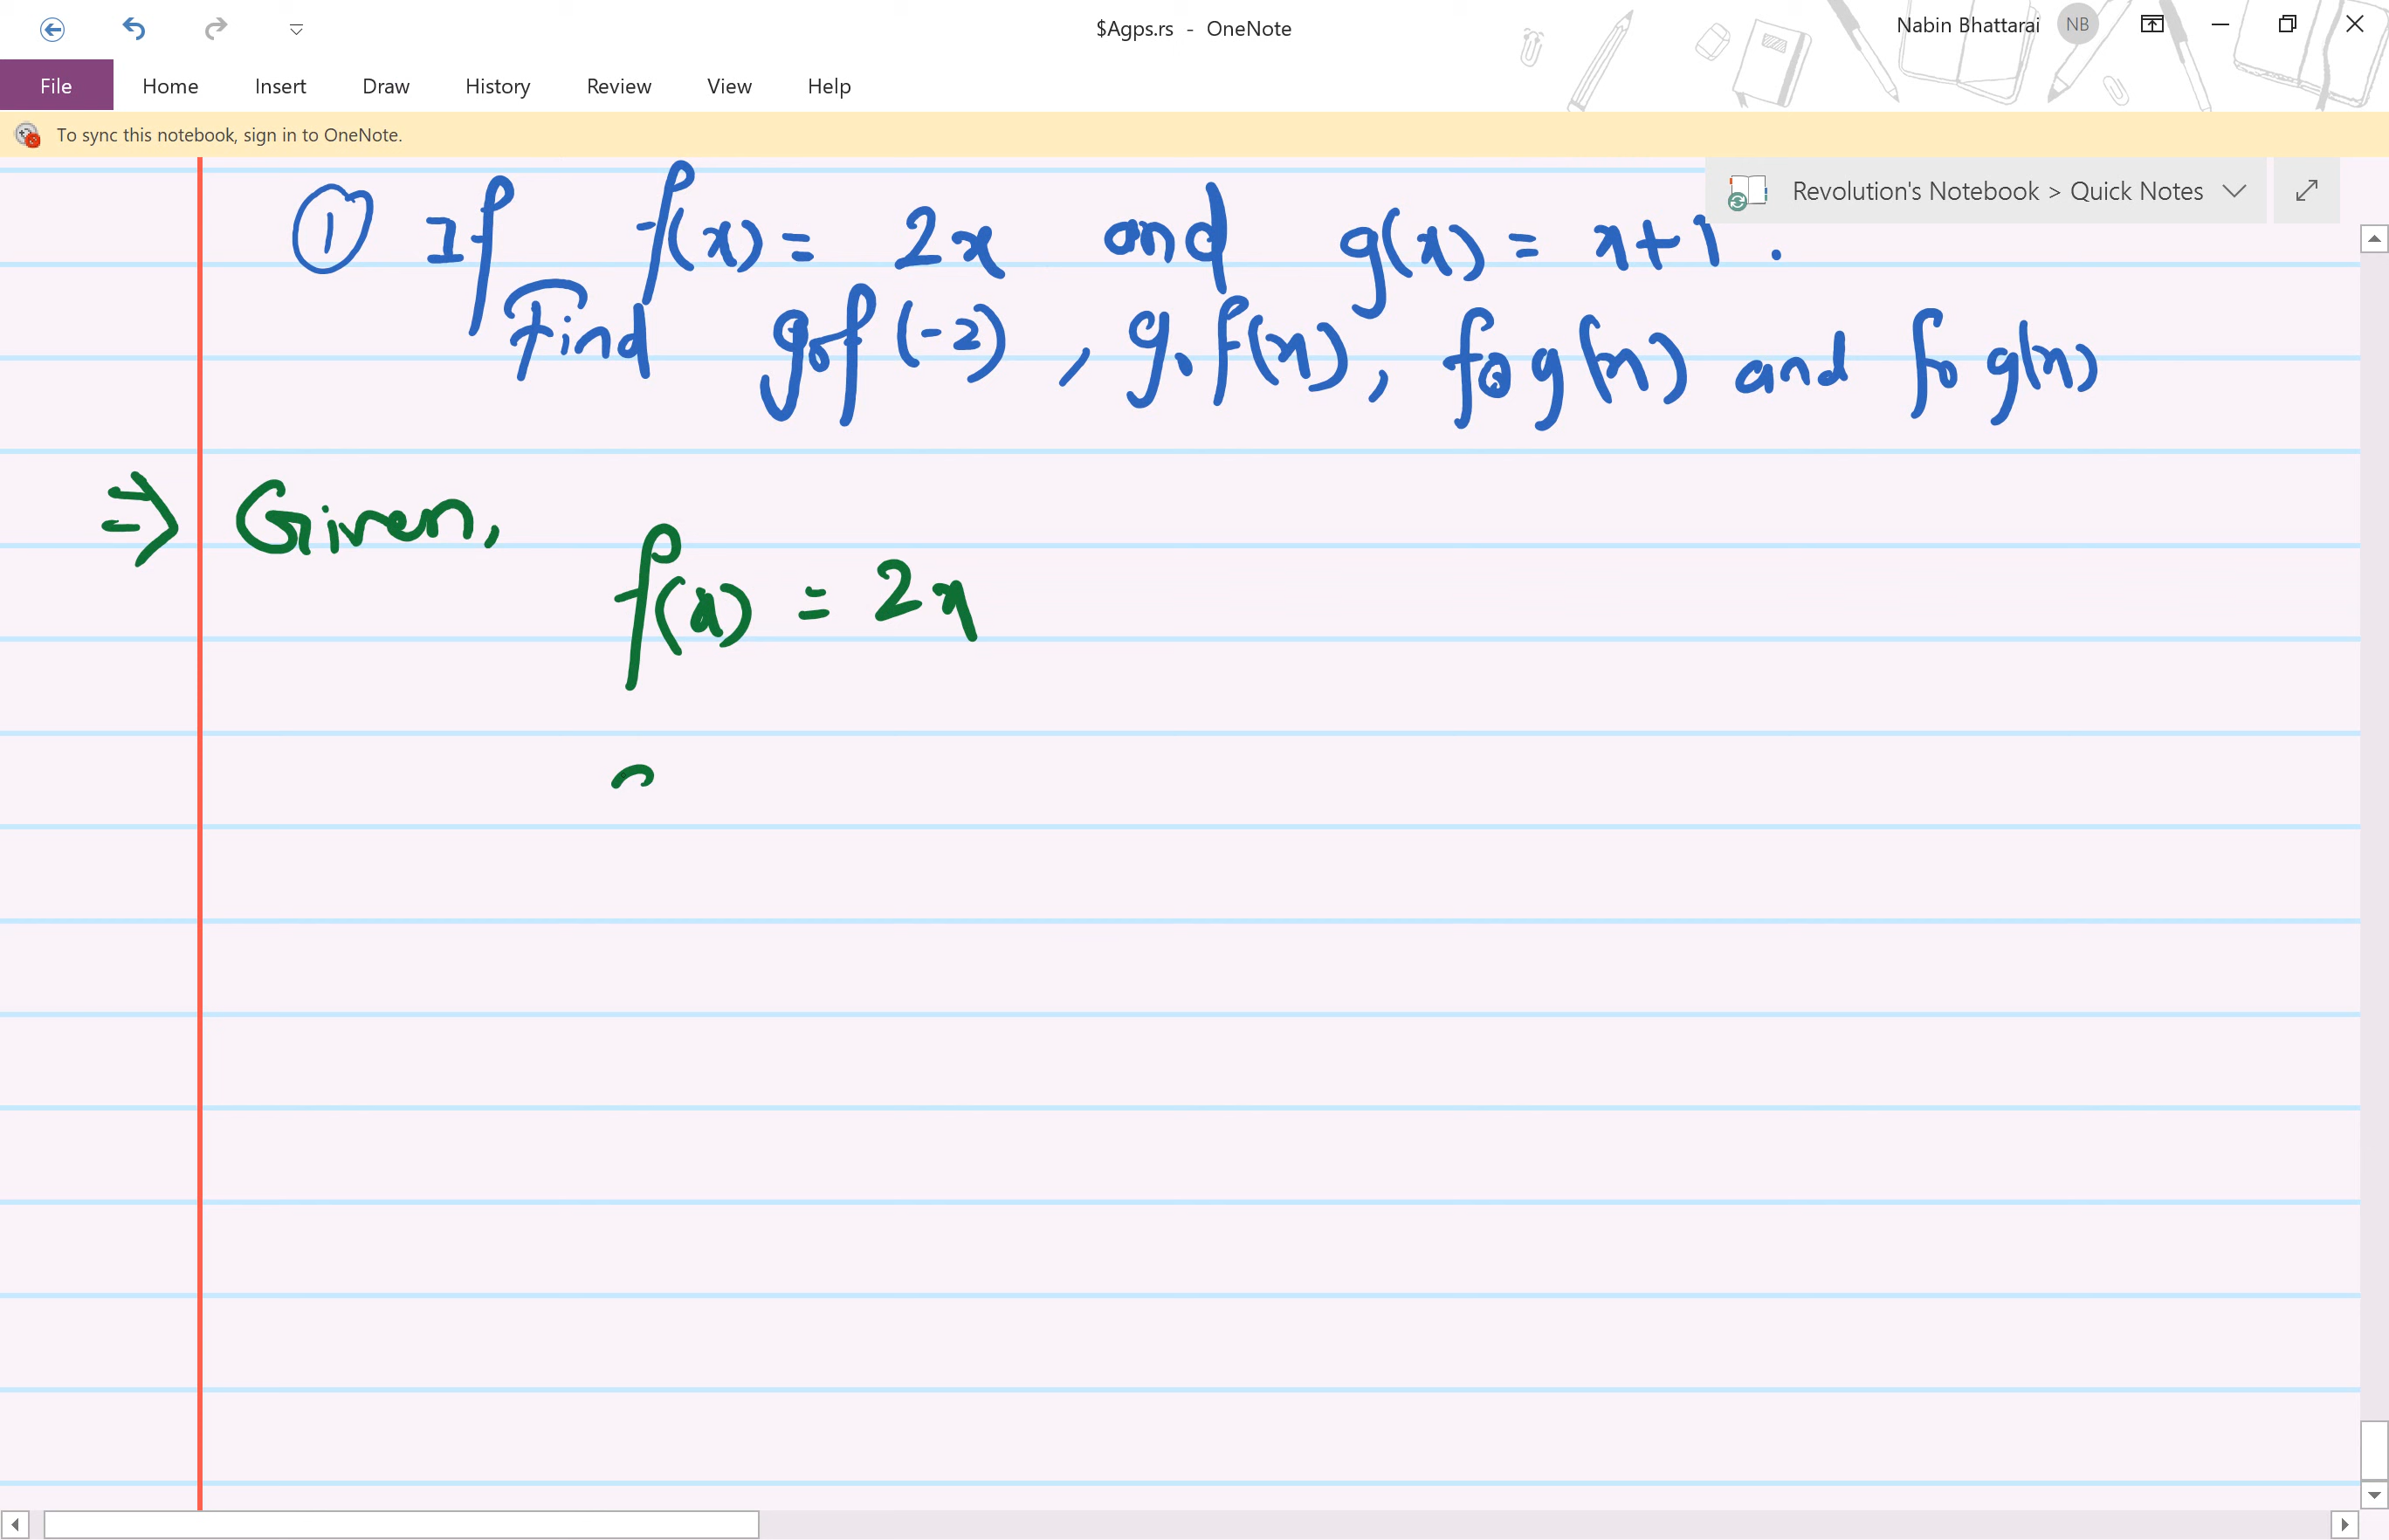 $Agps.rs - OneNote
Nabin Bhattarai NB
File Home Insert Draw History Review View Help
To sync this notebook, sign in to OneNote.
Revolution's Notebook > Quick Notes
① If f(x) = 2x and g(x) = x+1 .
Find gof (-2) , gof(x), fog(x) and fog(x)
⇒ Given,
f(x) = 2x